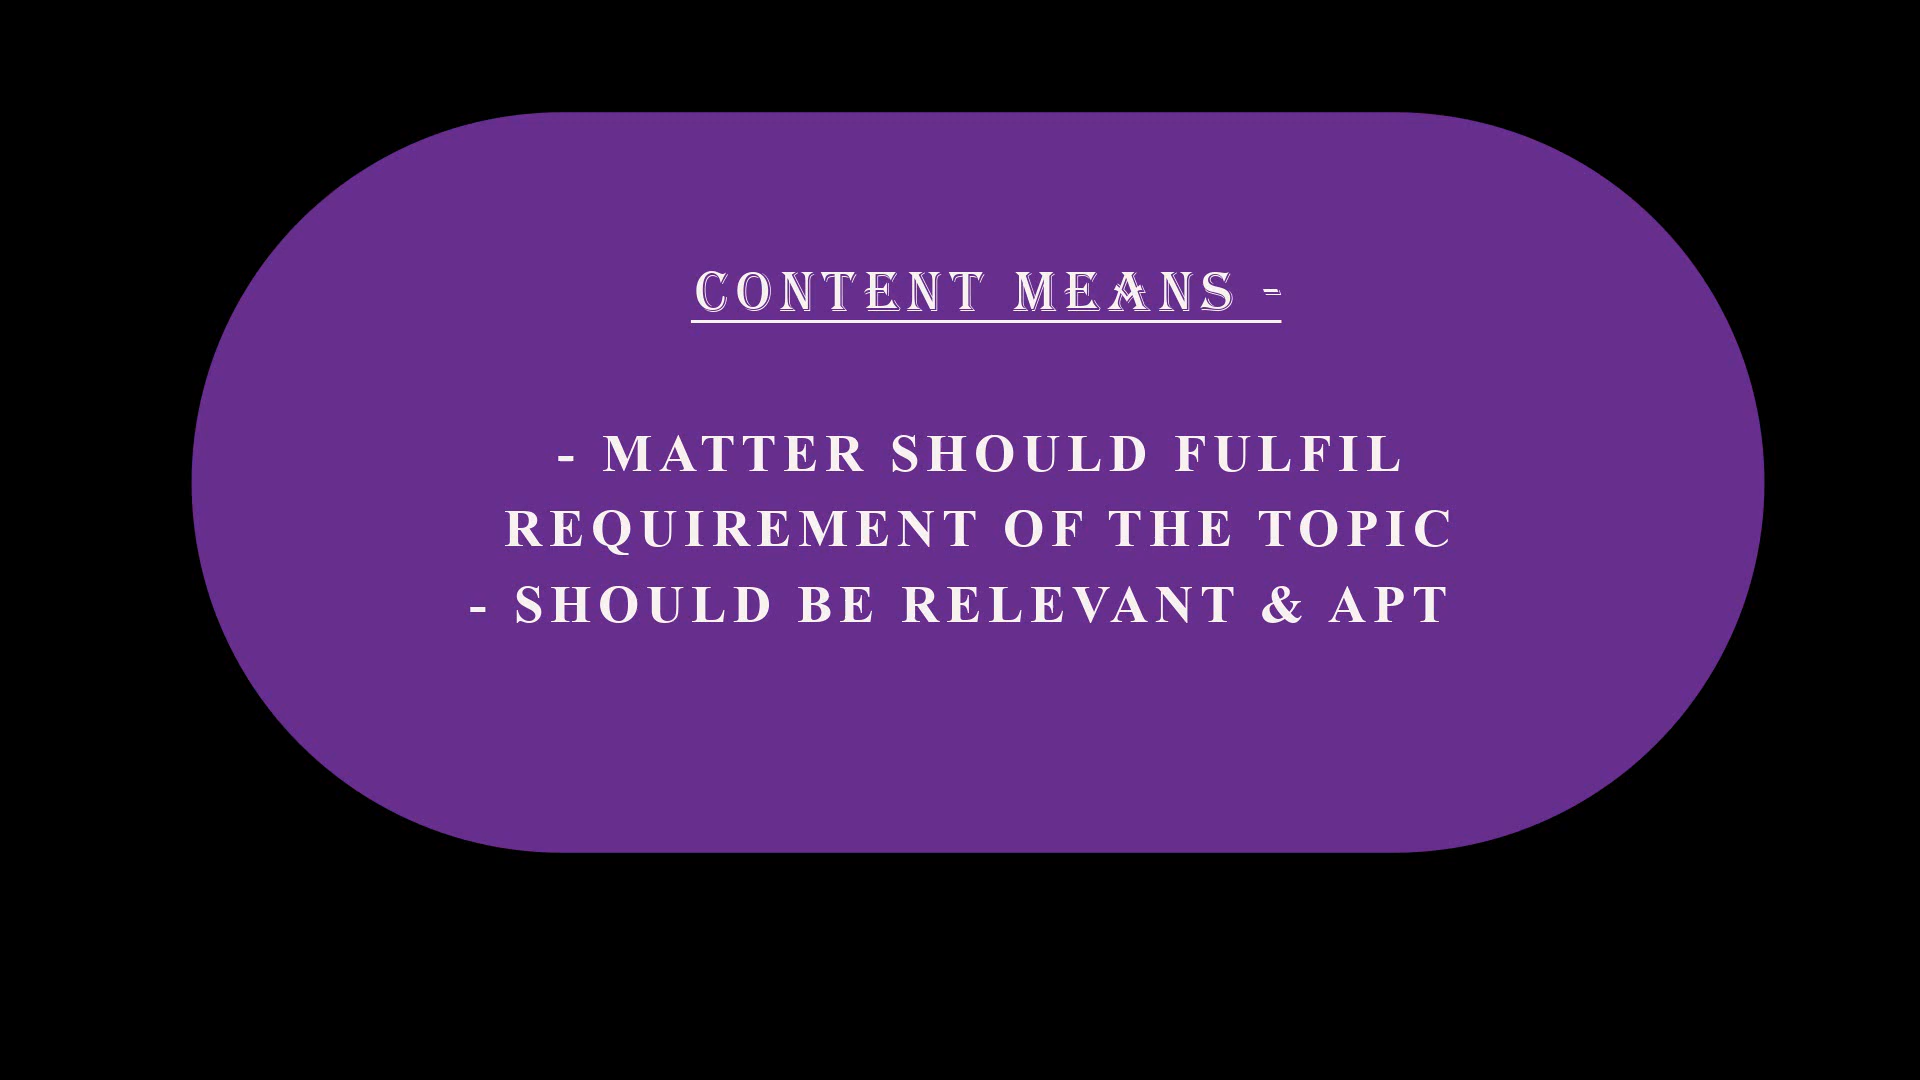 CONTENT MEANS -
- MATTER SHOULD FULFIL
REQUIREMENT OF THE TOPIC
- SHOULD BE RELEVANT & APT